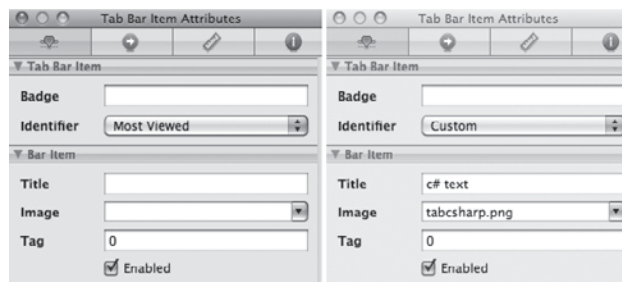 Tab Bar Item Attributes
Tab Bar Item
Badge
Identifier Most Viewed
Bar Item
Title
Image
Tag 0
Enabled
Tab Bar Item Attributes
Tab Bar Item
Badge
Identifier Custom
Bar Item
Title c# text
Image tabcsharp.png
Tag 0
Enabled